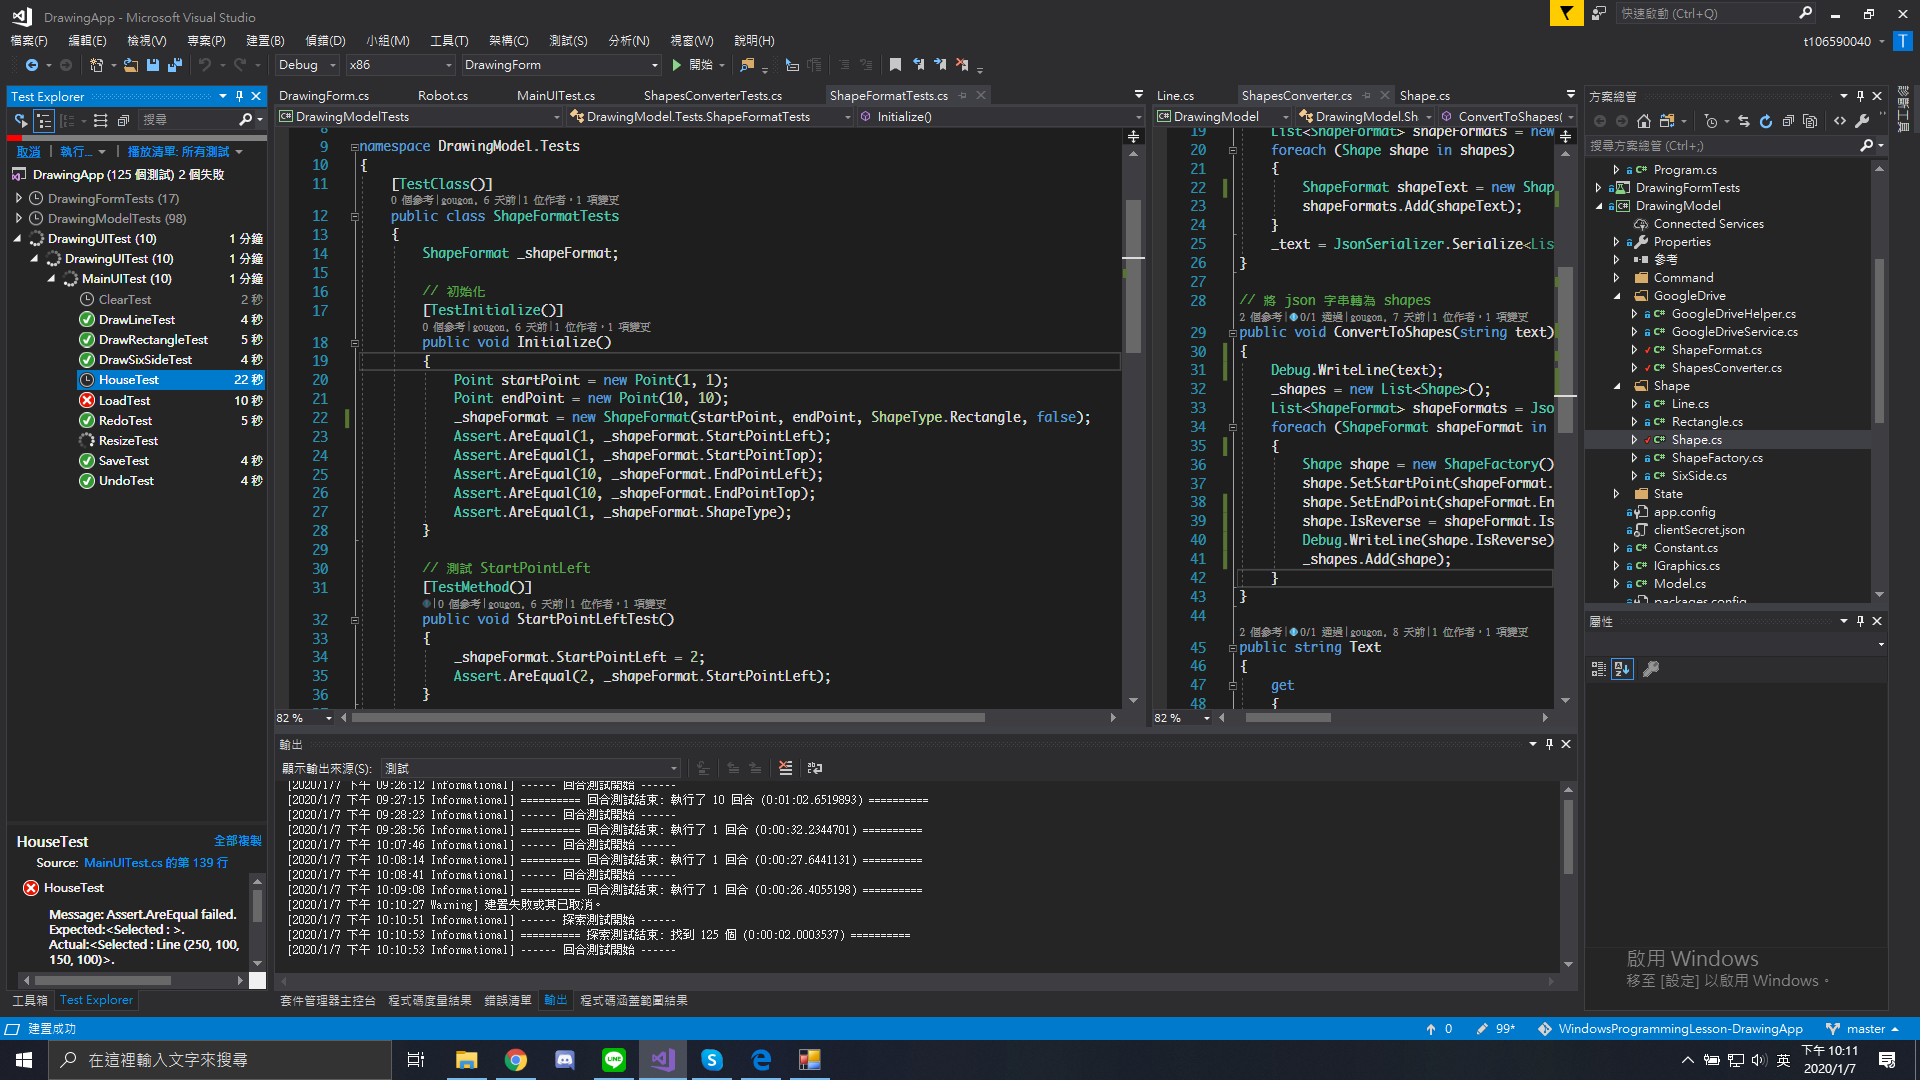 DrawingApp - Microsoft Visual Studio
快速啟動 (Ctrl+Q)
檔案(F) 編輯(E) 檢視(V) 專案(P) 建置(B) 偵錯(D) 小組(M) 工具(T) 架構(C) 測試(S) 分析(N) 視窗(W) 說明(H)
t106590040
T
Debug x86 DrawingForm 開始
Test Explorer
搜尋
取消 | 執行... | 播放清單: 所有測試
DrawingApp (125 個測試) 2 個失敗
DrawingFormTests (17)
DrawingModelTests (98)
DrawingUITest (10) 1 分鐘
DrawingUITest (10) 1 分鐘
MainUITest (10) 1 分鐘
ClearTest 2 秒
DrawLineTest 4 秒
DrawRectangleTest 5 秒
DrawSixSideTest 4 秒
HouseTest 22 秒
LoadTest 10 秒
RedoTest 5 秒
ResizeTest
SaveTest 4 秒
UndoTest 4 秒
HouseTest 全部複製
Source: MainUITest.cs 的第 139 行
HouseTest
Message: Assert.AreEqual failed.
Expected:<Selected : >.
Actual:<Selected : Line (250, 100,
150, 100)>.
工具箱 Test Explorer
DrawingForm.cs Robot.cs MainUITest.cs ShapesConverterTests.cs ShapeFormatTests.cs
DrawingModelTests DrawingModel.Tests.ShapeFormatTests Initialize()
8
9 namespace DrawingModel.Tests
10 {
11 [TestClass()]
0 個參考|gougon, 6 天前|1 位作者，1 項變更
12 public class ShapeFormatTests
13 {
14 ShapeFormat _shapeFormat;
15
16 // 初始化
17 [TestInitialize()]
0 個參考|gougon, 6 天前|1 位作者，1 項變更
18 public void Initialize()
19 {
20 Point startPoint = new Point(1, 1);
21 Point endPoint = new Point(10, 10);
22 _shapeFormat = new ShapeFormat(startPoint, endPoint, ShapeType.Rectangle, false);
23 Assert.AreEqual(1, _shapeFormat.StartPointLeft);
24 Assert.AreEqual(1, _shapeFormat.StartPointTop);
25 Assert.AreEqual(10, _shapeFormat.EndPointLeft);
26 Assert.AreEqual(10, _shapeFormat.EndPointTop);
27 Assert.AreEqual(1, _shapeFormat.ShapeType);
28 }
29
30 // 測試 StartPointLeft
31 [TestMethod()]
|0 個參考|gougon, 6 天前|1 位作者，1 項變更
32 public void StartPointLeftTest()
33 {
34 _shapeFormat.StartPointLeft = 2;
35 Assert.AreEqual(2, _shapeFormat.StartPointLeft);
36 }
82 %
Line.cs ShapesConverter.cs Shape.cs
DrawingModel DrawingModel.Sh ConvertToShapes(
19 List<ShapeFormat> shapeFormats = new
20 foreach (Shape shape in shapes)
21 {
22 ShapeFormat shapeText = new Shap
23 shapeFormats.Add(shapeText);
24 }
25 _text = JsonSerializer.Serialize<Lis
26 }
27
28 // 將 json 字串轉為 shapes
2 個參考|0/1 通過|gougon, 7 天前|1 位作者，1 項變更
29 public void ConvertToShapes(string text)
30 {
31 Debug.WriteLine(text);
32 _shapes = new List<Shape>();
33 List<ShapeFormat> shapeFormats = Jso
34 foreach (ShapeFormat shapeFormat in
35 {
36 Shape shape = new ShapeFactory()
37 shape.SetStartPoint(shapeFormat.
38 shape.SetEndPoint(shapeFormat.En
39 shape.IsReverse = shapeFormat.Is
40 Debug.WriteLine(shape.IsReverse)
41 _shapes.Add(shape);
42 }
43 }
44
2 個參考|0/1 通過|gougon, 8 天前|1 位作者，1 項變更
45 public string Text
46 {
47 get
48 {
82 %
輸出
顯示輸出來源(S): 測試
[2020/1/7 下午 09:26:12 Informational] ------ 回合測試開始 ------
[2020/1/7 下午 09:27:15 Informational] ========== 回合測試結束: 執行了 10 回合 (0:01:02.6519893) ==========
[2020/1/7 下午 09:28:23 Informational] ------ 回合測試開始 ------
[2020/1/7 下午 09:28:56 Informational] ========== 回合測試結束: 執行了 1 回合 (0:00:32.2344701) ==========
[2020/1/7 下午 10:07:46 Informational] ------ 回合測試開始 ------
[2020/1/7 下午 10:08:14 Informational] ========== 回合測試結束: 執行了 1 回合 (0:00:27.6441131) ==========
[2020/1/7 下午 10:08:41 Informational] ------ 回合測試開始 ------
[2020/1/7 下午 10:09:08 Informational] ========== 回合測試結束: 執行了 1 回合 (0:00:26.4055198) ==========
[2020/1/7 下午 10:10:27 Warning] 建置失敗或其已取消。
[2020/1/7 下午 10:10:51 Informational] ------ 探索測試開始 ------
[2020/1/7 下午 10:10:53 Informational] ========== 探索測試結束: 找到 125 個 (0:00:02.0003537) ==========
[2020/1/7 下午 10:10:53 Informational] ------ 回合測試開始 ------
套件管理器主控台 程式碼度量結果 錯誤清單 輸出 程式碼涵蓋範圍結果
方案總管
搜尋方案總管 (Ctrl+;)
Program.cs
DrawingFormTests
DrawingModel
Connected Services
Properties
參考
Command
GoogleDrive
GoogleDriveHelper.cs
GoogleDriveService.cs
ShapeFormat.cs
ShapesConverter.cs
Shape
Line.cs
Rectangle.cs
Shape.cs
ShapeFactory.cs
SixSide.cs
State
app.config
clientSecret.json
Constant.cs
IGraphics.cs
Model.cs
packages.config
診斷工具
屬性
啟用 Windows
移至 [設定] 以啟用 Windows。
建置成功
0 99* WindowsProgrammingLesson-DrawingApp master
在這裡輸入文字來搜尋
英
下午 10:11
2020/1/7